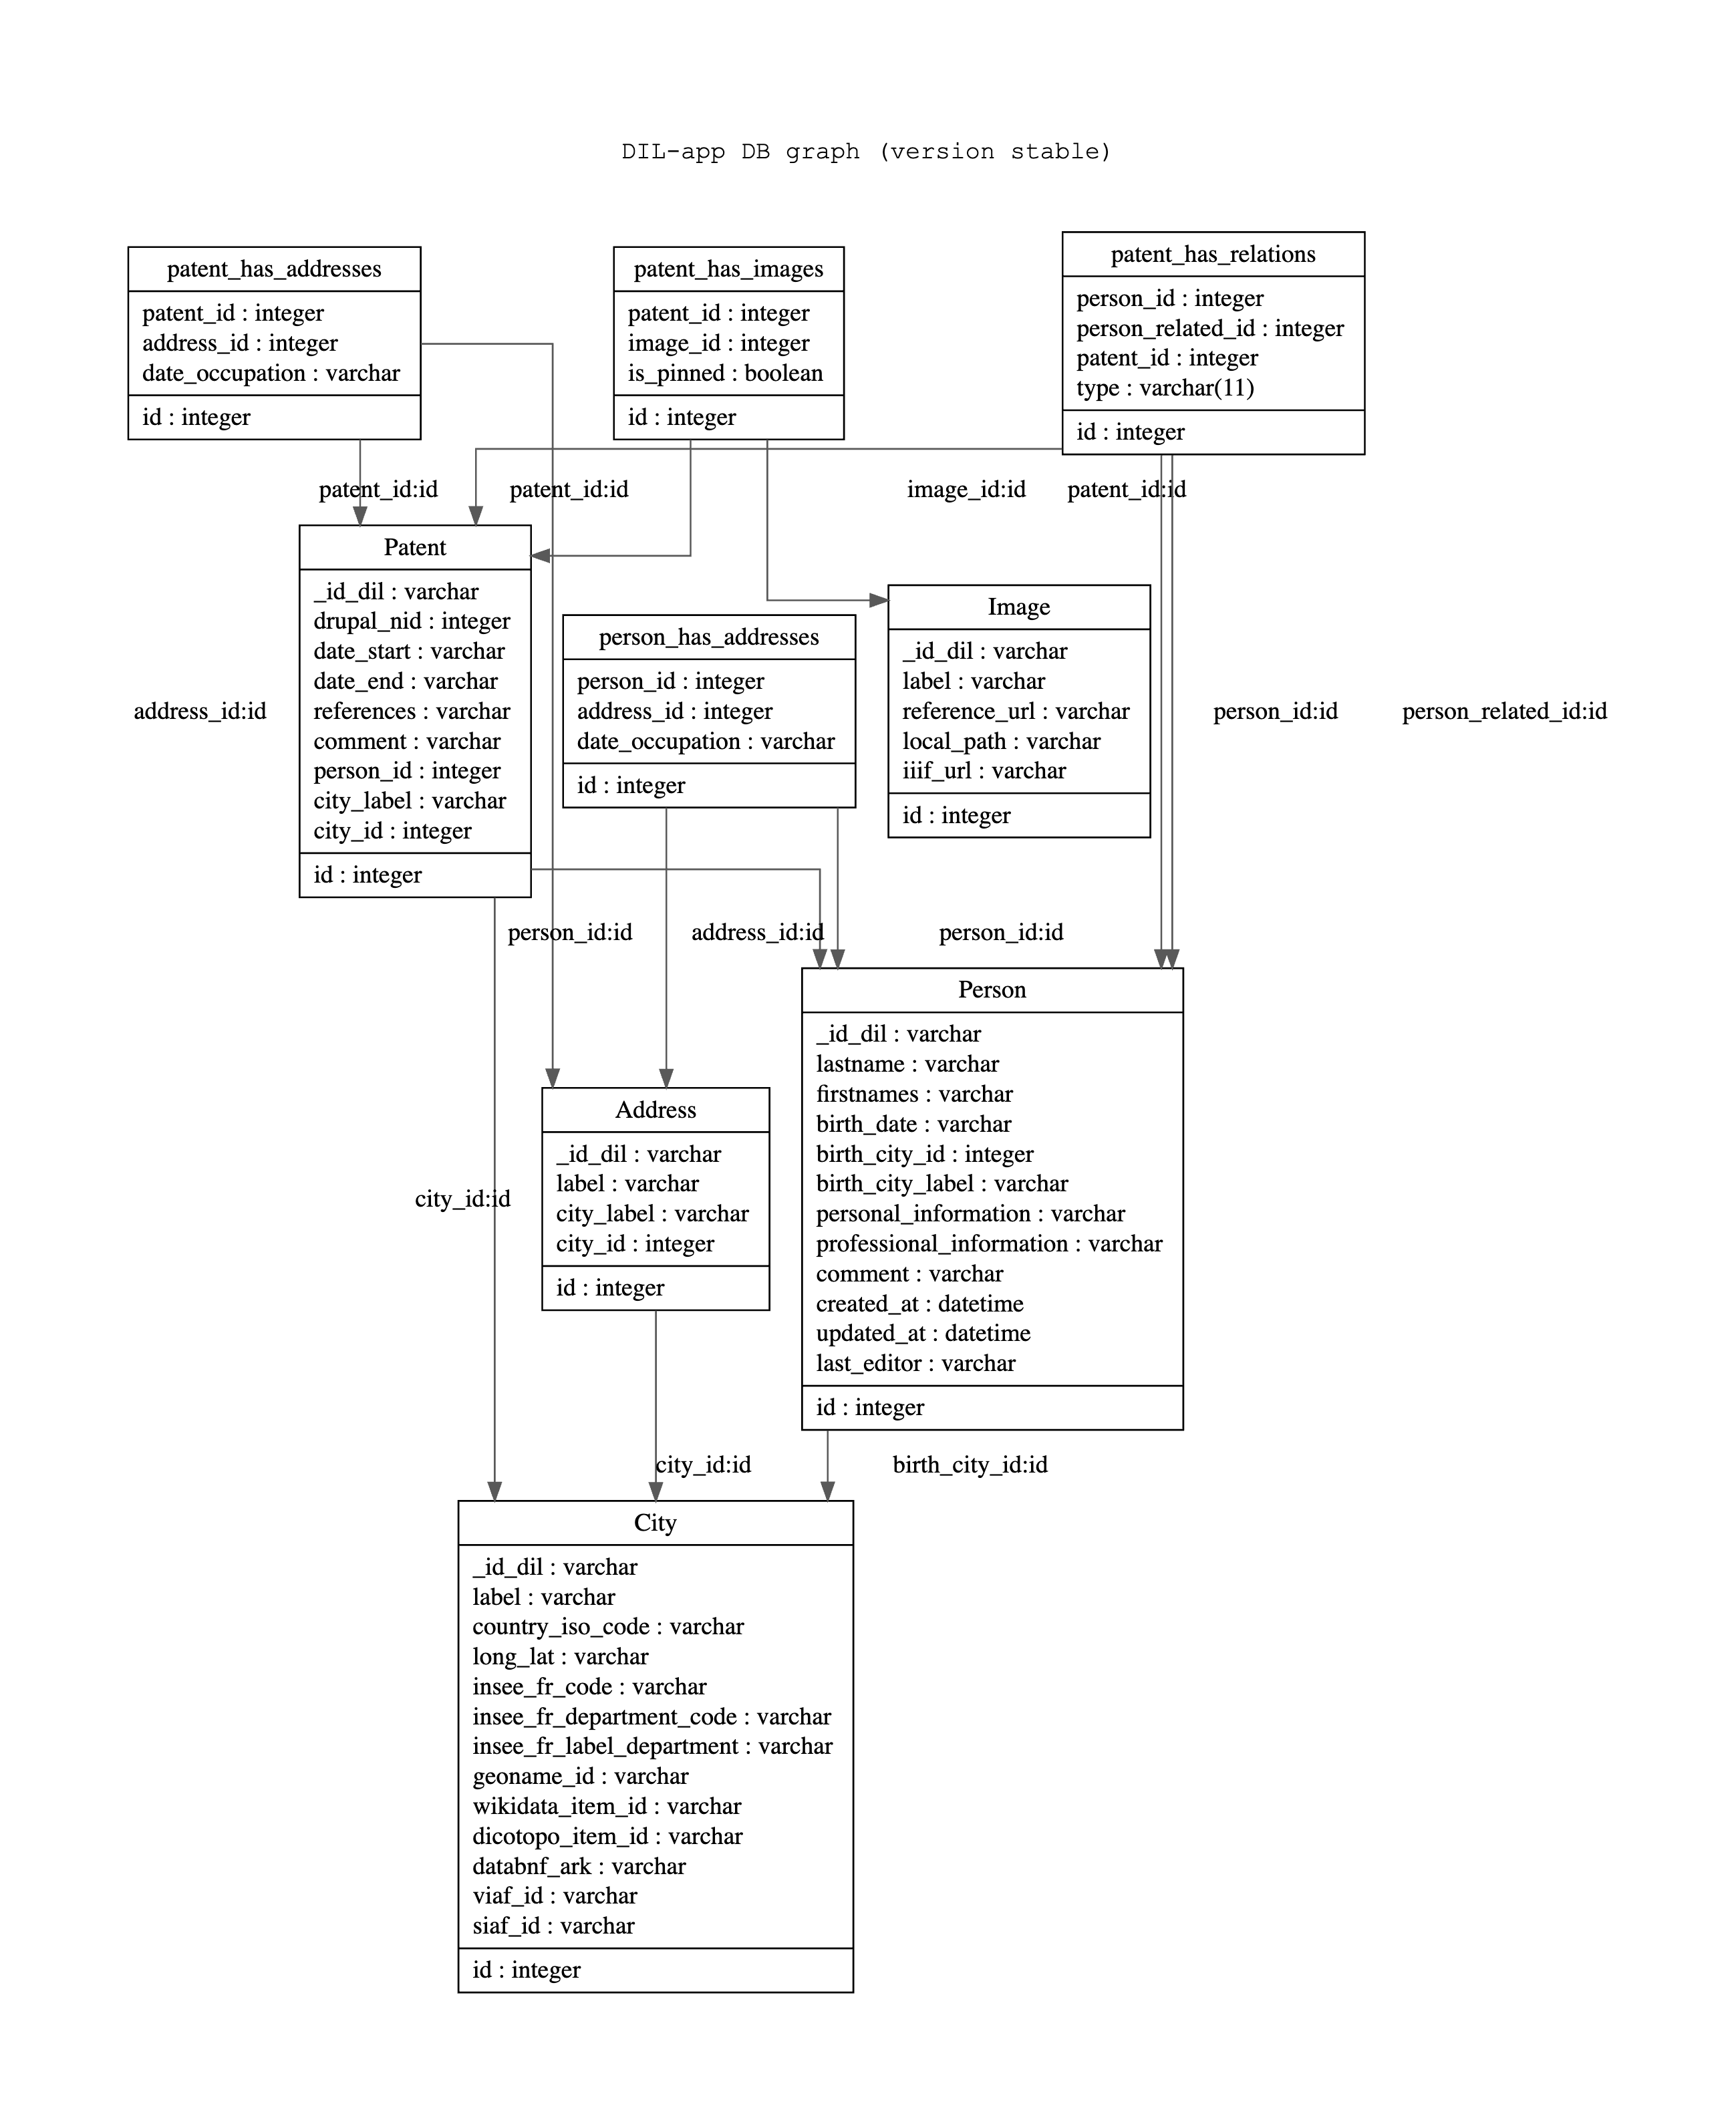 DIL-app DB graph (version stable)
patent_has_addresses
patent_id : integer
address_id : integer
date_occupation : varchar
id : integer
patent_has_images
patent_id : integer
image_id : integer
is_pinned : boolean
id : integer
patent_has_relations
person_id : integer
person_related_id : integer
patent_id : integer
type : varchar(11)
id : integer
patent_id:id
patent_id:id
image_id:id
patent_id:id
Patent
_id_dil : varchar
drupal_nid : integer
date_start : varchar
date_end : varchar
references : varchar
comment : varchar
person_id : integer
city_label : varchar
city_id : integer
id : integer
person_has_addresses
person_id : integer
address_id : integer
date_occupation : varchar
id : integer
Image
_id_dil : varchar
label : varchar
reference_url : varchar
local_path : varchar
iiif_url : varchar
id : integer
address_id:id
person_id:id
person_related_id:id
person_id:id
address_id:id
person_id:id
Person
_id_dil : varchar
lastname : varchar
firstnames : varchar
birth_date : varchar
birth_city_id : integer
birth_city_label : varchar
personal_information : varchar
professional_information : varchar
comment : varchar
created_at : datetime
updated_at : datetime
last_editor : varchar
id : integer
Address
_id_dil : varchar
label : varchar
city_label : varchar
city_id : integer
id : integer
city_id:id
city_id:id
birth_city_id:id
City
_id_dil : varchar
label : varchar
country_iso_code : varchar
long_lat : varchar
insee_fr_code : varchar
insee_fr_department_code : varchar
insee_fr_label_department : varchar
geoname_id : varchar
wikidata_item_id : varchar
dicotopo_item_id : varchar
databnf_ark : varchar
viaf_id : varchar
siaf_id : varchar
id : integer